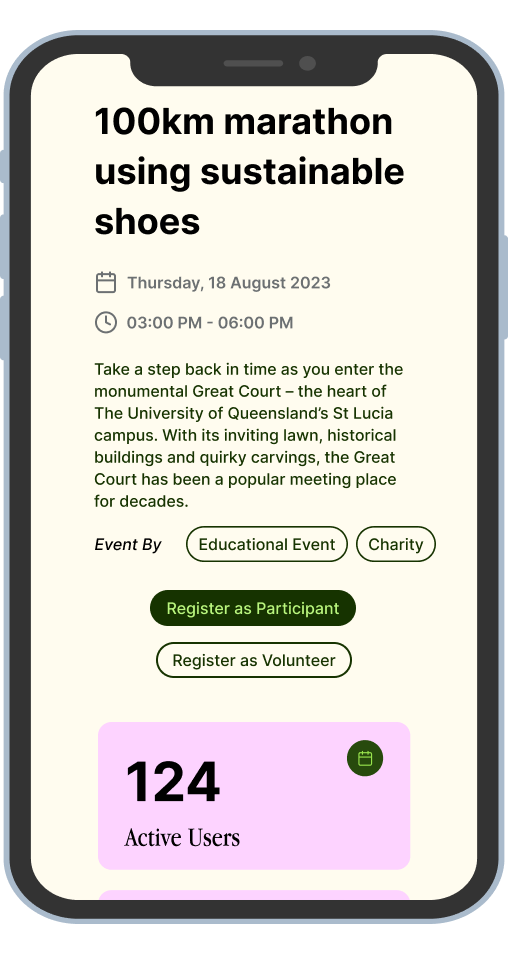 100km marathon
using sustainable
shoes
Thursday, 18 August 2023
03:00 PM - 06:00 PM
Take a step back in time as you enter the
monumental Great Court – the heart of
The University of Queensland’s St Lucia
campus. With its inviting lawn, historical
buildings and quirky carvings, the Great
Court has been a popular meeting place
for decades.
Event By Educational Event Charity
Register as Participant
Register as Volunteer
124
Active Users